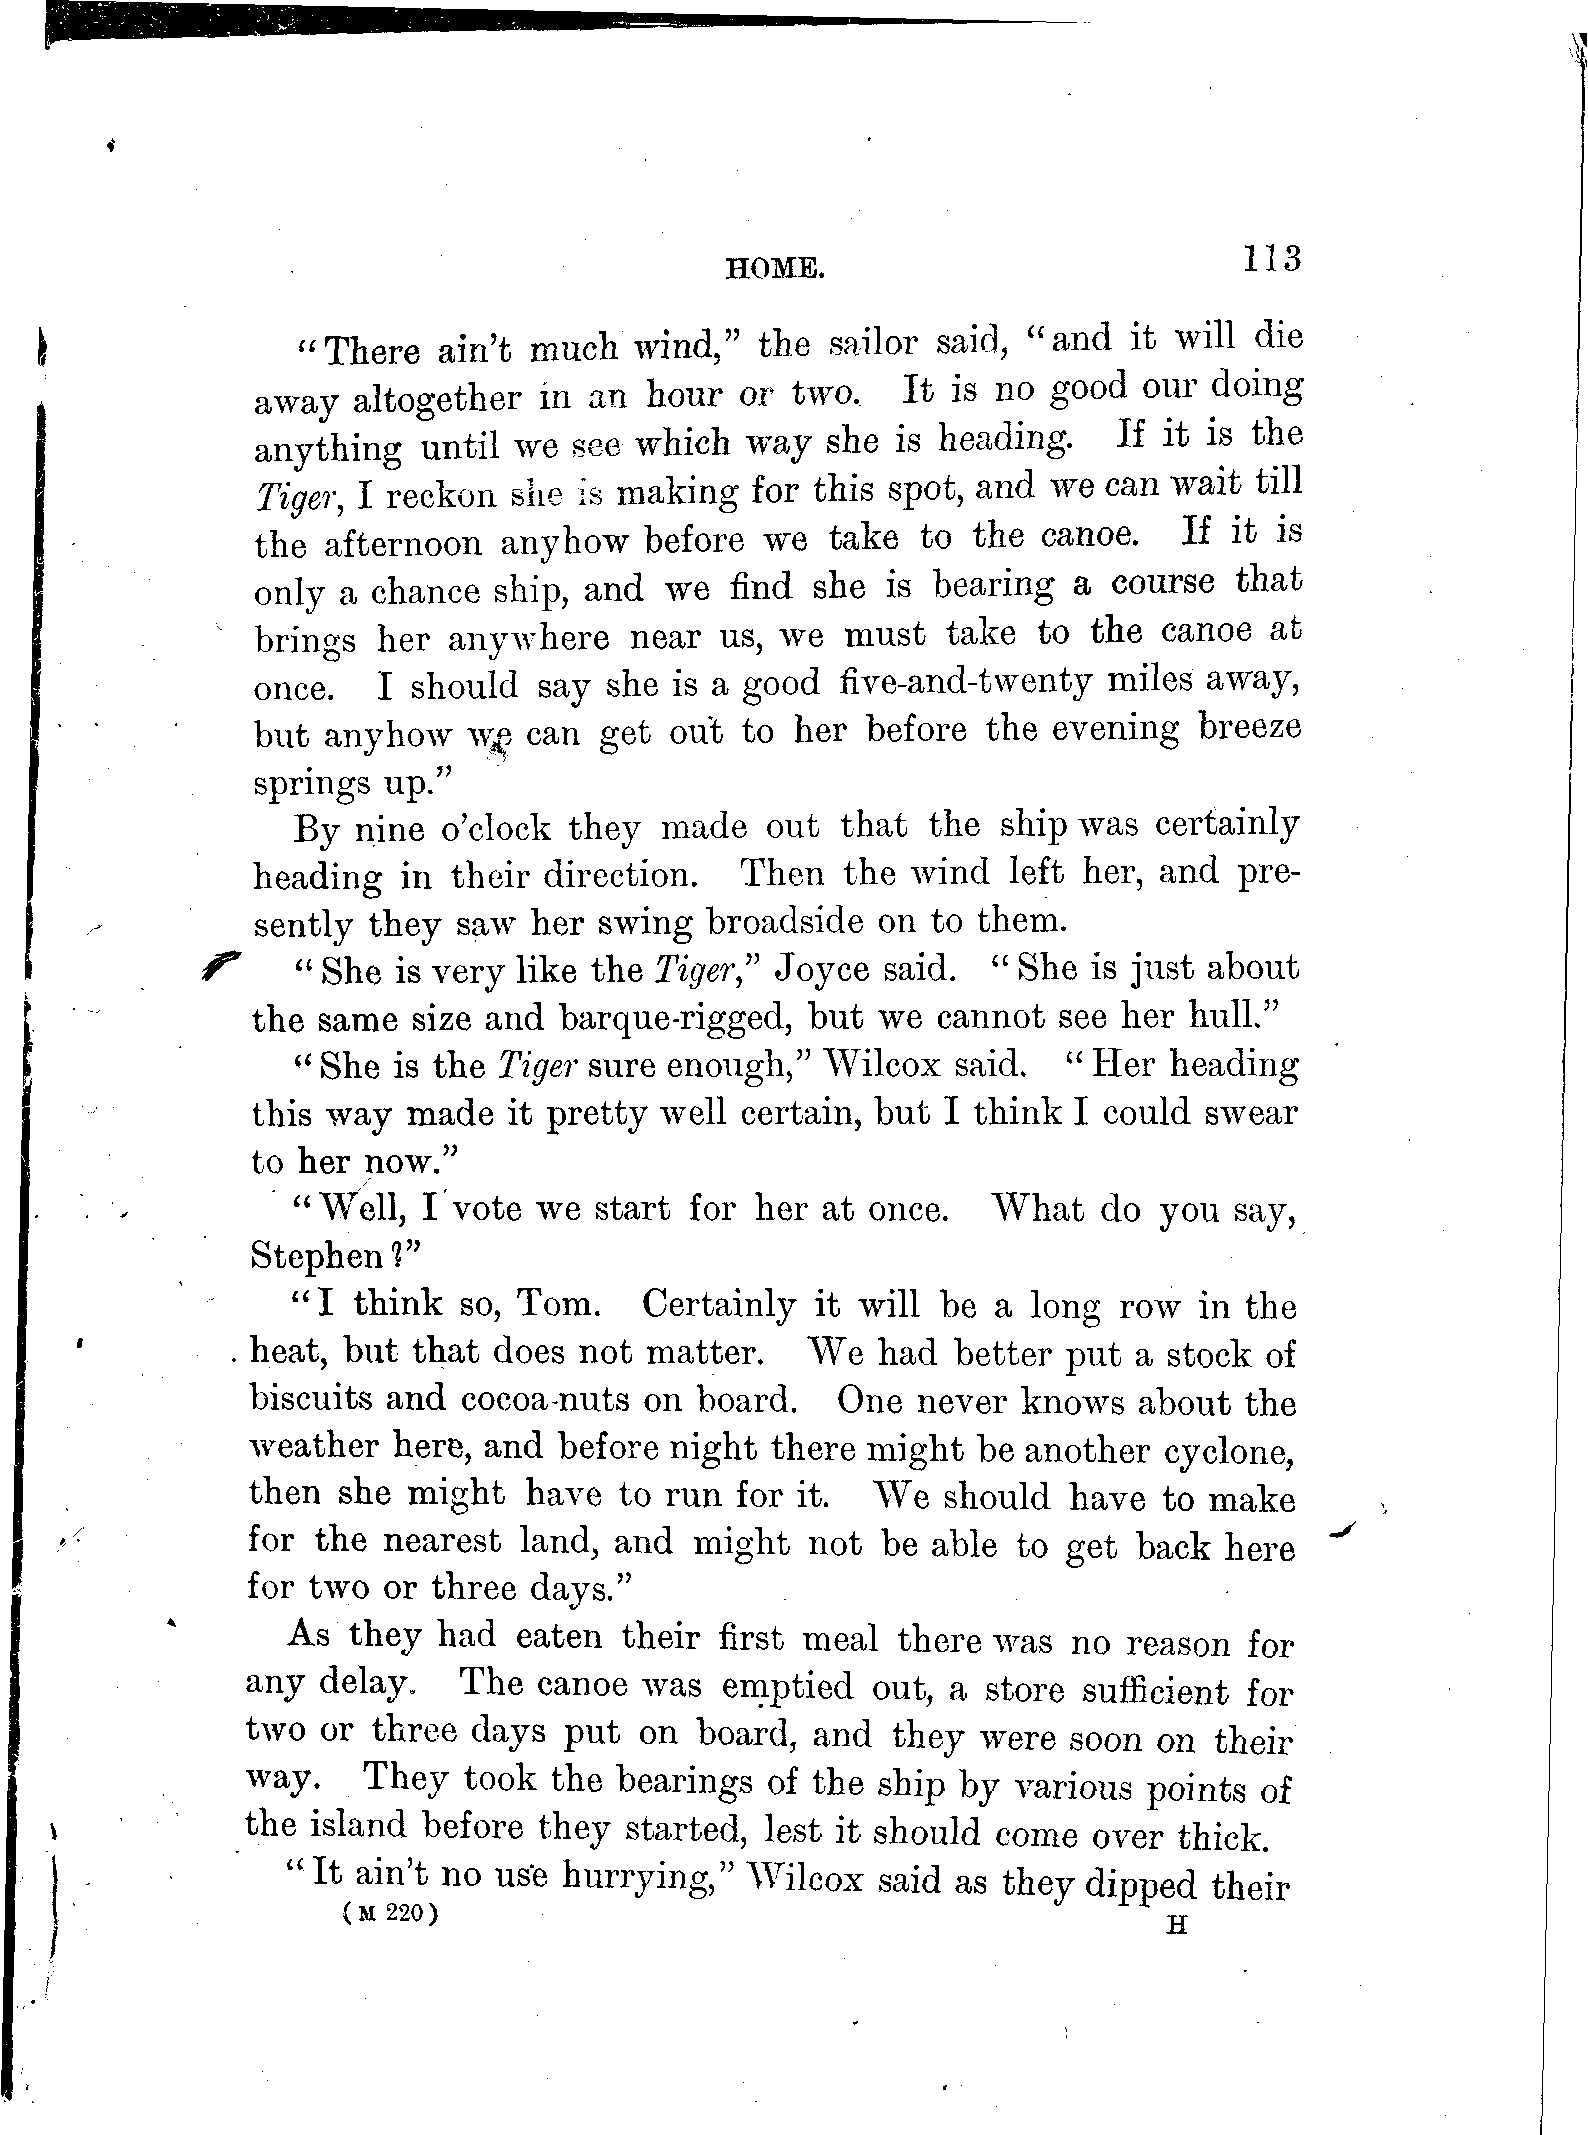 HOME. 113
“There ain't much wind,” the sailor said, “and it will die
away altogether in an hour or two. It is no good our doing
anything until we see which way she is heading. If it is the
Tiger, I reckon she is making for this spot, and we can wait till
the afternoon anyhow before we take to the canoe. If it is
only a chance ship, and we find she is bearing a course that
brings her anywhere near us, we must take to the canoe at
once. I should say she is a good five-and-twenty miles away,
but anyhow we can get out to her before the evening breeze
springs up.”
By nine o'clock they made out that the ship was certainly
heading in their direction. Then the wind left her, and pre-
sently they saw her swing broadside on to them.
“She is very like the Tiger,” Joyce said. “She is just about
the same size and barque-rigged, but we cannot see her hull.”
“She is the Tiger sure enough,” Wilcox said. “Her heading
this way made it pretty well certain, but I think I could swear
to her now.”
“Well, I vote we start for her at once. What do you say,
Stephen?”
“I think so, Tom. Certainly it will be a long row in the
heat, but that does not matter. We had better put a stock of
biscuits and cocoa-nuts on board. One never knows about the
weather here, and before night there might be another cyclone,
then she might have to run for it. We should have to make
for the nearest land, and might not be able to get back here
for two or three days.”
As they had eaten their first meal there was no reason for
any delay. The canoe was emptied out, a store sufficient for
two or three days put on board, and they were soon on their
way. They took the bearings of the ship by various points of
the island before they started, lest it should come over thick.
“It ain't no use hurrying,” Wilcox said as they dipped their
(M 220) H